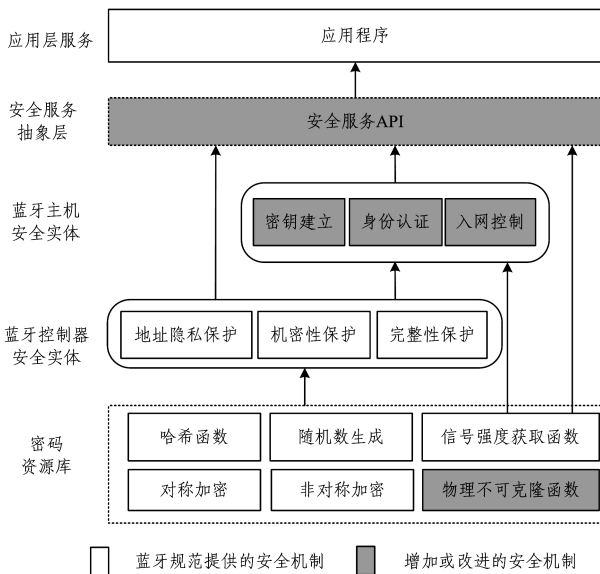 应用层服务
应用程序
安全服务
抽象层
安全服务API
蓝牙主机
安全实体
密钥建立
身份认证
入网控制
蓝牙控制器
安全实体
地址隐私保护
机密性保护
完整性保护
密码
资源库
哈希函数
随机数生成
信号强度获取函数
对称加密
非对称加密
物理不可克隆函数
蓝牙规范提供的安全机制
增加或改进的安全机制